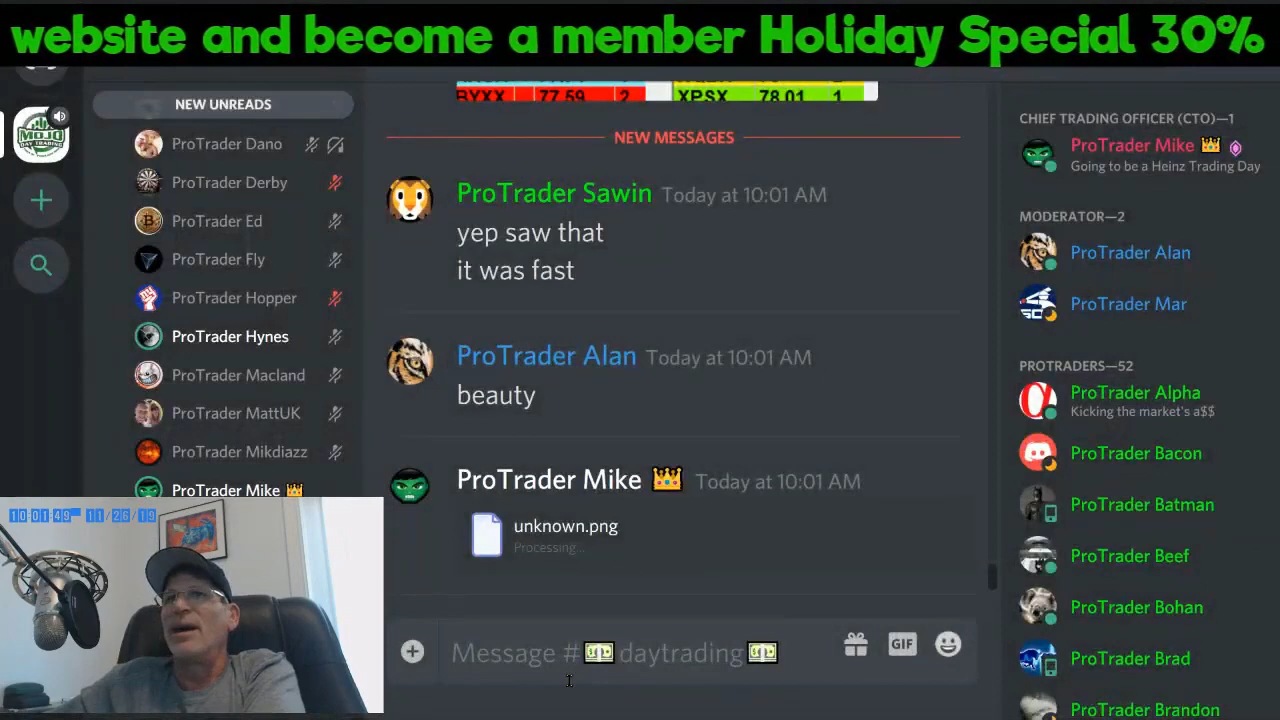 website and become a member Holiday Special 30%
NEW UNREADS
ProTrader Dano
ProTrader Derby
ProTrader Ed
ProTrader Fly
ProTrader Hopper
ProTrader Hynes
ProTrader Macland
ProTrader MattUK
ProTrader Mikdiazz
ProTrader Mike
MOJO
DAY TRADING
10:01:49 11/26/19
BYXX 77.59 2 XPSX 78.01 1
NEW MESSAGES
ProTrader Sawin Today at 10:01 AM
yep saw that
it was fast
ProTrader Alan Today at 10:01 AM
beauty
ProTrader Mike Today at 10:01 AM
unknown.png
Processing...
Message # daytrading
GIF
CHIEF TRADING OFFICER (CTO)—1
ProTrader Mike
Going to be a Heinz Trading Day
MODERATOR—2
ProTrader Alan
ProTrader Mar
PROTRADERS—52
ProTrader Alpha
Kicking the market's a$$
ProTrader Bacon
ProTrader Batman
ProTrader Beef
ProTrader Bohan
ProTrader Brad
ProTrader Brandon